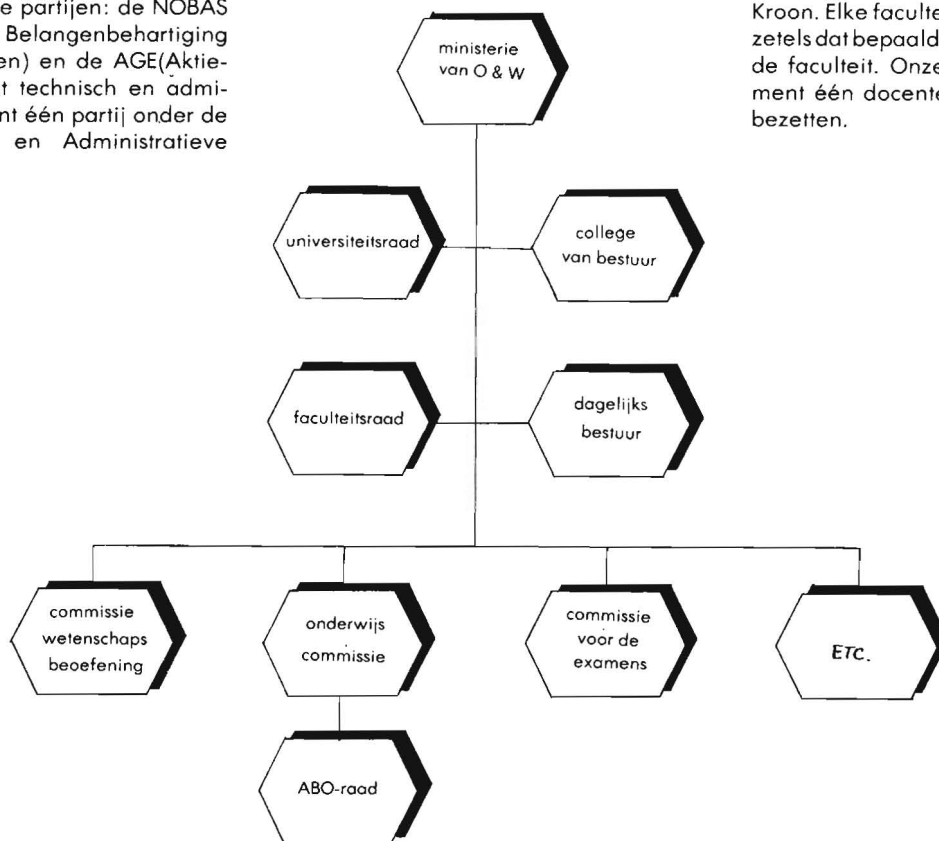 e partijen: de NOBAS
Belangenbehartiging
en) en de AGE(Aktie-
t technisch en admi-
nt één partij onder de
en Administratieve
Kroon. Elke faculte
zetels dat bepaald
de faculteit. Onze
ment één docente
bezetten.
ministerie
van O & W
universiteitsraad
college
van bestuur
faculteitsraad
dagelijks
bestuur
commissie
wetenschaps
beoefening
onderwijs
commissie
commissie
voor de
examens
ETC.
ABO-raad